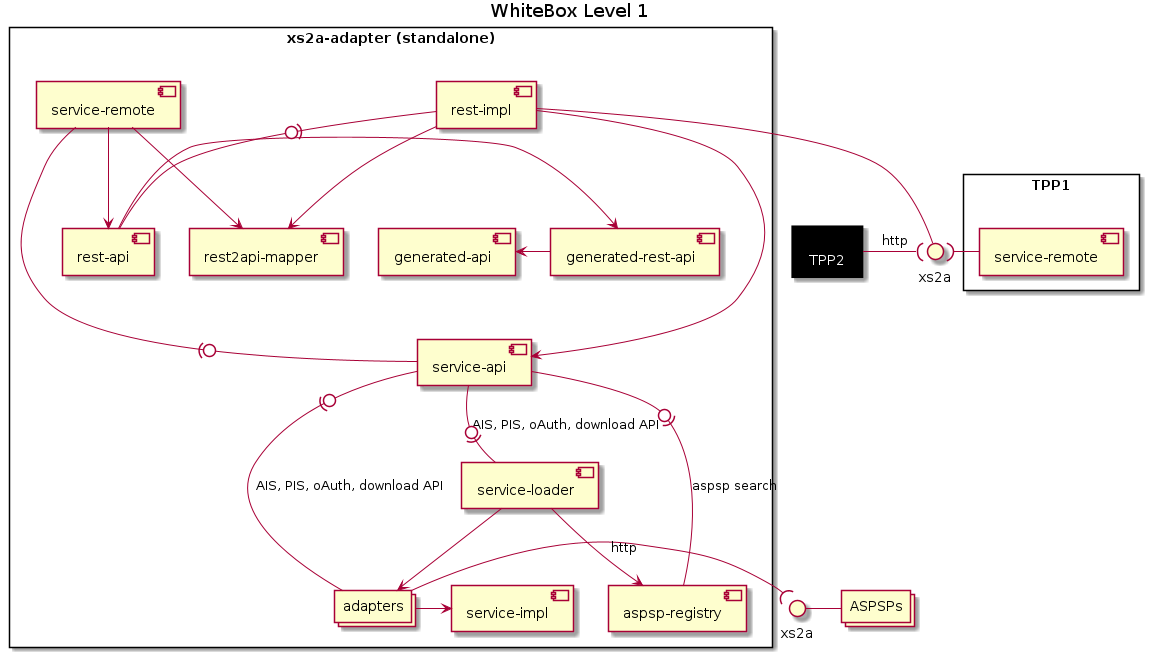 WhiteBox Level 1
xs2a-adapter (standalone)
service-remote
rest-impl
TPP1
rest-api
rest2api-mapper
generated-api
generated-rest-api
TPP2
http
xs2a
service-remote
service-api
AIS, PIS, oAuth, download API
AIS, PIS, oAuth, download API
aspsp search
service-loader
http
adapters
service-impl
aspsp-registry
xs2a
ASPSPs